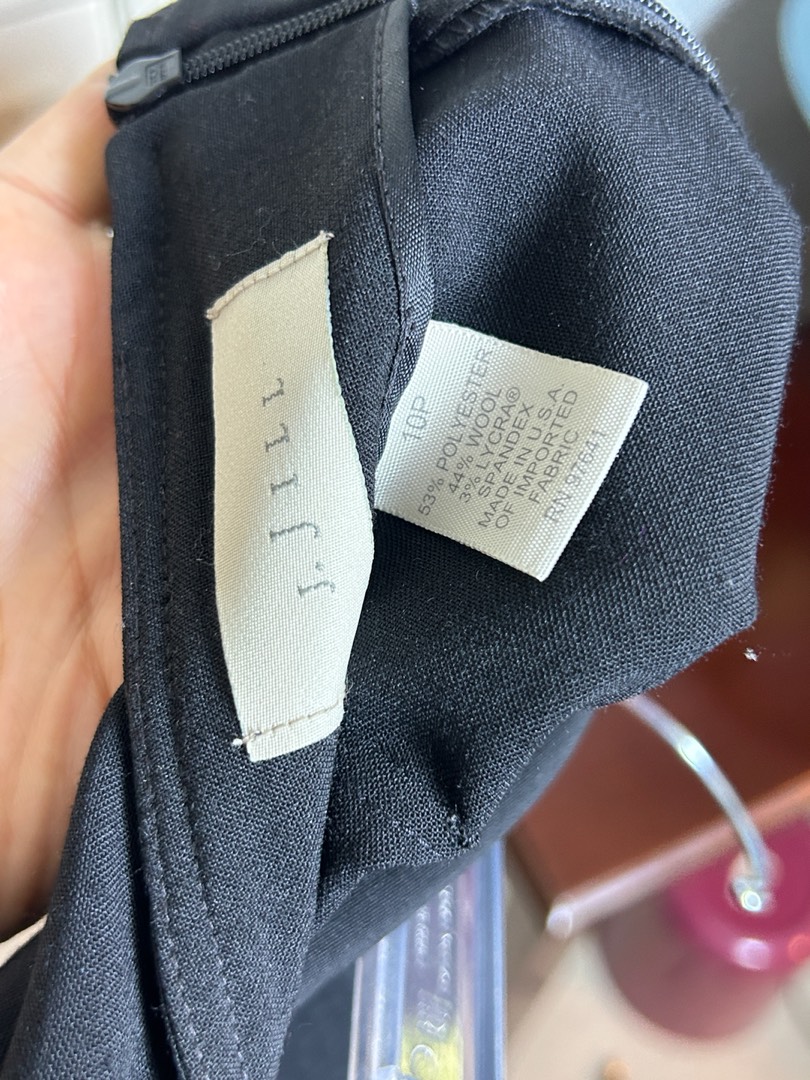 J.JILL
10P
53% POLYESTER
44% WOOL
3% LYCRA®
SPANDEX
MADE IN U.S.A.
OF IMPORTED
FABRIC
RN 97641